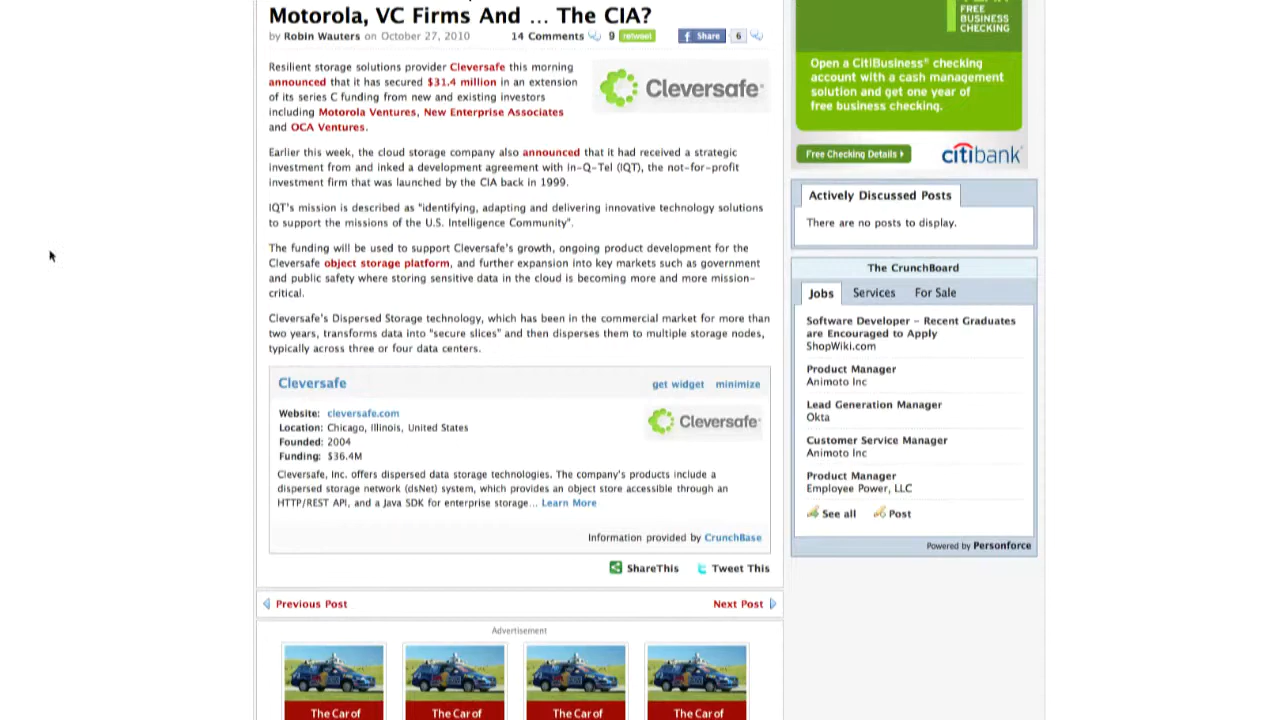 Motorola, VC Firms And ... The CIA?
by Robin Wauters on October 27, 2010
14 Comments 9 retweet
f Share 6
Resilient storage solutions provider Cleversafe this morning
announced that it has secured $31.4 million in an extension
of its series C funding from new and existing investors
including Motorola Ventures, New Enterprise Associates
and OCA Ventures.
Cleversafe
Earlier this week, the cloud storage company also announced that it had received a strategic
investment from and inked a development agreement with In-Q-Tel (IQT), the not-for-profit
investment firm that was launched by the CIA back in 1999.
IQT's mission is described as "identifying, adapting and delivering innovative technology solutions
to support the missions of the U.S. Intelligence Community".
The funding will be used to support Cleversafe's growth, ongoing product development for the
Cleversafe object storage platform, and further expansion into key markets such as government
and public safety where storing sensitive data in the cloud is becoming more and more mission-
critical.
Cleversafe's Dispersed Storage technology, which has been in the commercial market for more than
two years, transforms data into "secure slices" and then disperses them to multiple storage nodes,
typically across three or four data centers.
Cleversafe
get widget minimize
Website: cleversafe.com
Location: Chicago, Illinois, United States
Founded: 2004
Funding: $36.4M
Cleversafe
Cleversafe, Inc. offers dispersed data storage technologies. The company's products include a
dispersed storage network (dsNet) system, which provides an object store accessible through an
HTTP/REST API, and a Java SDK for enterprise storage... Learn More
Information provided by CrunchBase
ShareThis Tweet This
Previous Post
Next Post
Advertisement
The Car of
The Car of
The Car of
The Car of
FREE
BUSINESS
CHECKING
Open a CitiBusiness® checking
account with a cash management
solution and get one year of
free business checking.
Free Checking Details
citibank
Actively Discussed Posts
There are no posts to display.
The CrunchBoard
Jobs Services For Sale
Software Developer - Recent Graduates
are Encouraged to Apply
ShopWiki.com
Product Manager
Animoto Inc
Lead Generation Manager
Okta
Customer Service Manager
Animoto Inc
Product Manager
Employee Power, LLC
See all Post
Powered by Personforce